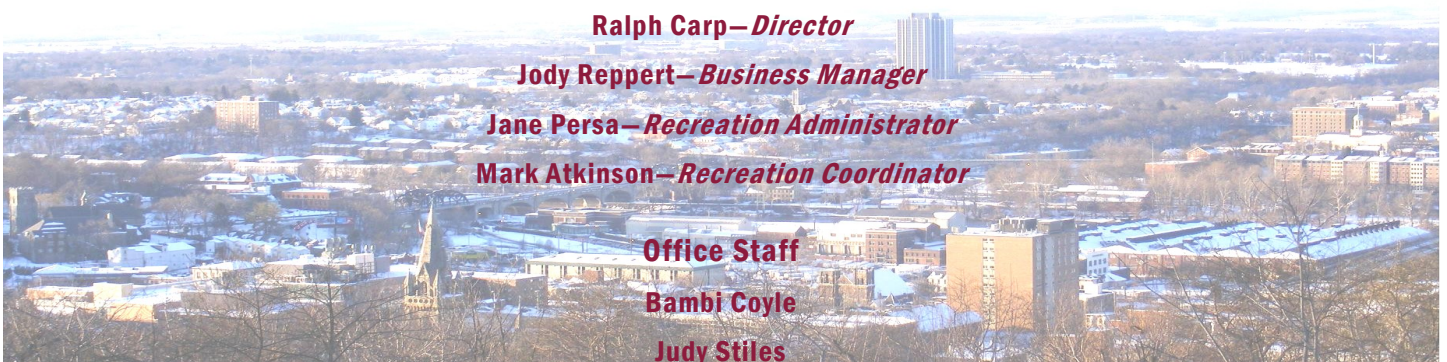 Ralph Carp—Director
Jody Reppert—Business Manager
Jane Persa—Recreation Administrator
Mark Atkinson—Recreation Coordinator
Office Staff
Bambi Coyle
Judy Stiles